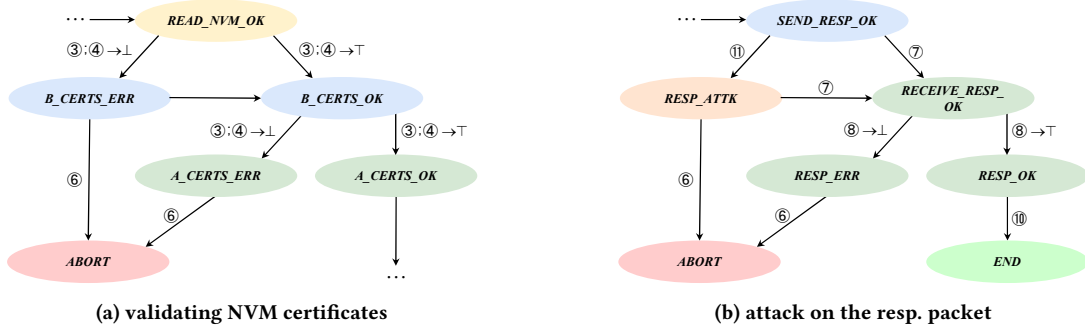 ... READ_NVM_OK
③;④→⊥ ③;④→⊤
B_CERTS_ERR B_CERTS_OK
③;④→⊥ ③;④→⊤
⑥ A_CERTS_ERR A_CERTS_OK
⑥
ABORT ...
(a) validating NVM certificates
... SEND_RESP_OK
⑪ ⑦
RESP_ATTK ⑦ RECEIVE_RESP_
OK
⑧→⊥ ⑧→⊤
⑥ RESP_ERR RESP_OK
⑥ ⑩
ABORT END
(b) attack on the resp. packet